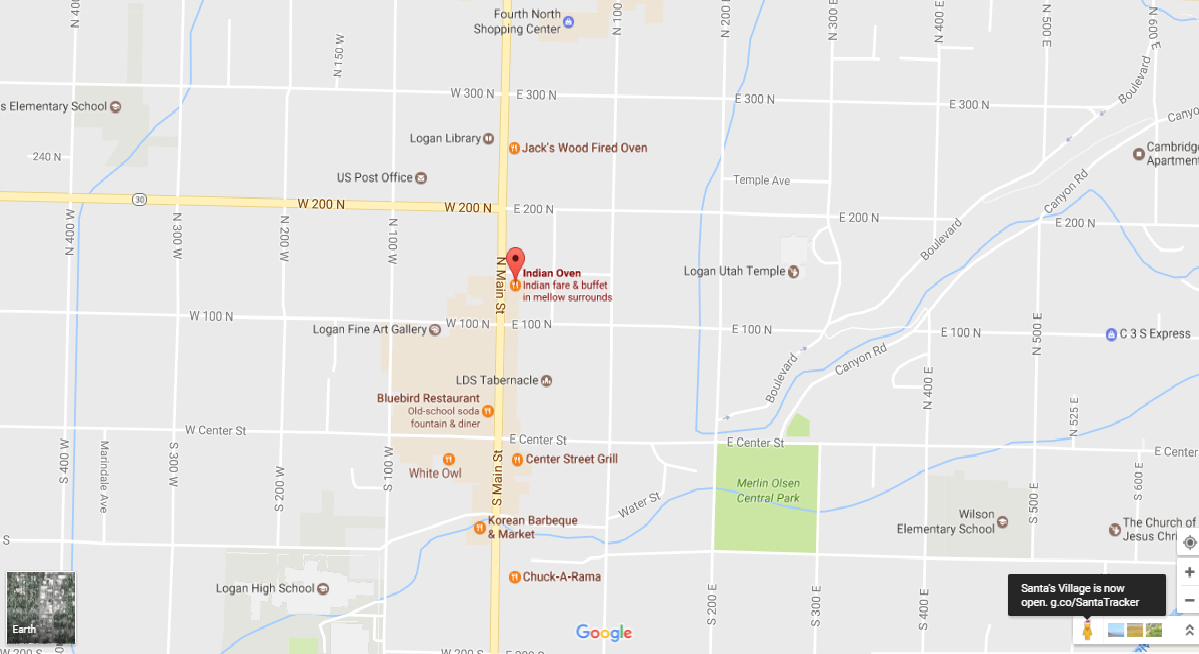 Fourth North
Shopping Center
N 400 W
N 150 W
N 100 E
N 200 E
N 300 E
N 400 E
N 500 E
N 600 E
Boulevard
W 300 N
E 300 N
E 300 N
E 300 N
s Elementary School
Logan Library
Jack's Wood Fired Oven
Canyo
Cambridg
Apartment
240 N
US Post Office
Temple Ave
Canyon Rd
30
W 200 N
W 200 N
E 200 N
E 200 N
E 200 N
N 400 W
N 300 W
N 200 W
N 100 W
N Main St
Boulevard
Indian Oven
Indian fare & buffet
in mellow surrounds
Logan Utah Temple
W 100 N
Logan Fine Art Gallery
W 100 N
E 100 N
E 100 N
E 100 N
N 500 E
C 3 S Express
Canyon Rd
Boulevard
LDS Tabernacle
N 400 E
Bluebird Restaurant
Old-school soda
fountain & diner
N 525 E
W Center St
E Center St
E Center St
E Center
S 400 W
Marindale Ave
S 300 W
S 200 W
S 100 W
S Main St
White Owl
Center Street Grill
Merlin Olsen
Central Park
S 500 E
S 600 E
Water St
Korean Barbeque
& Market
Wilson
Elementary School
The Church of
Jesus Chri
S
Logan High School
Chuck-A-Rama
S 200 E
S 300 E
S 400 E
Santa's Village is now
open. g.co/SantaTracker
Earth
Google
W 200 S
E 200 S